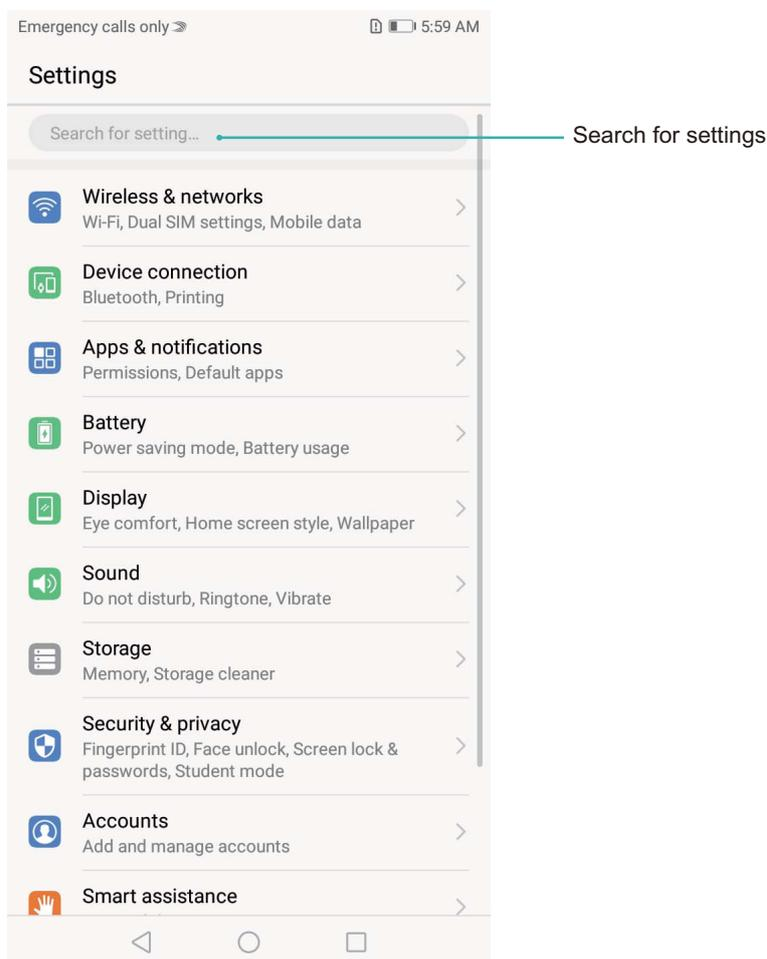 Emergency calls only 5:59 AM
Settings
Search for setting...
Search for settings
Wireless & networks
Wi-Fi, Dual SIM settings, Mobile data
Device connection
Bluetooth, Printing
Apps & notifications
Permissions, Default apps
Battery
Power saving mode, Battery usage
Display
Eye comfort, Home screen style, Wallpaper
Sound
Do not disturb, Ringtone, Vibrate
Storage
Memory, Storage cleaner
Security & privacy
Fingerprint ID, Face unlock, Screen lock &
passwords, Student mode
Accounts
Add and manage accounts
Smart assistance